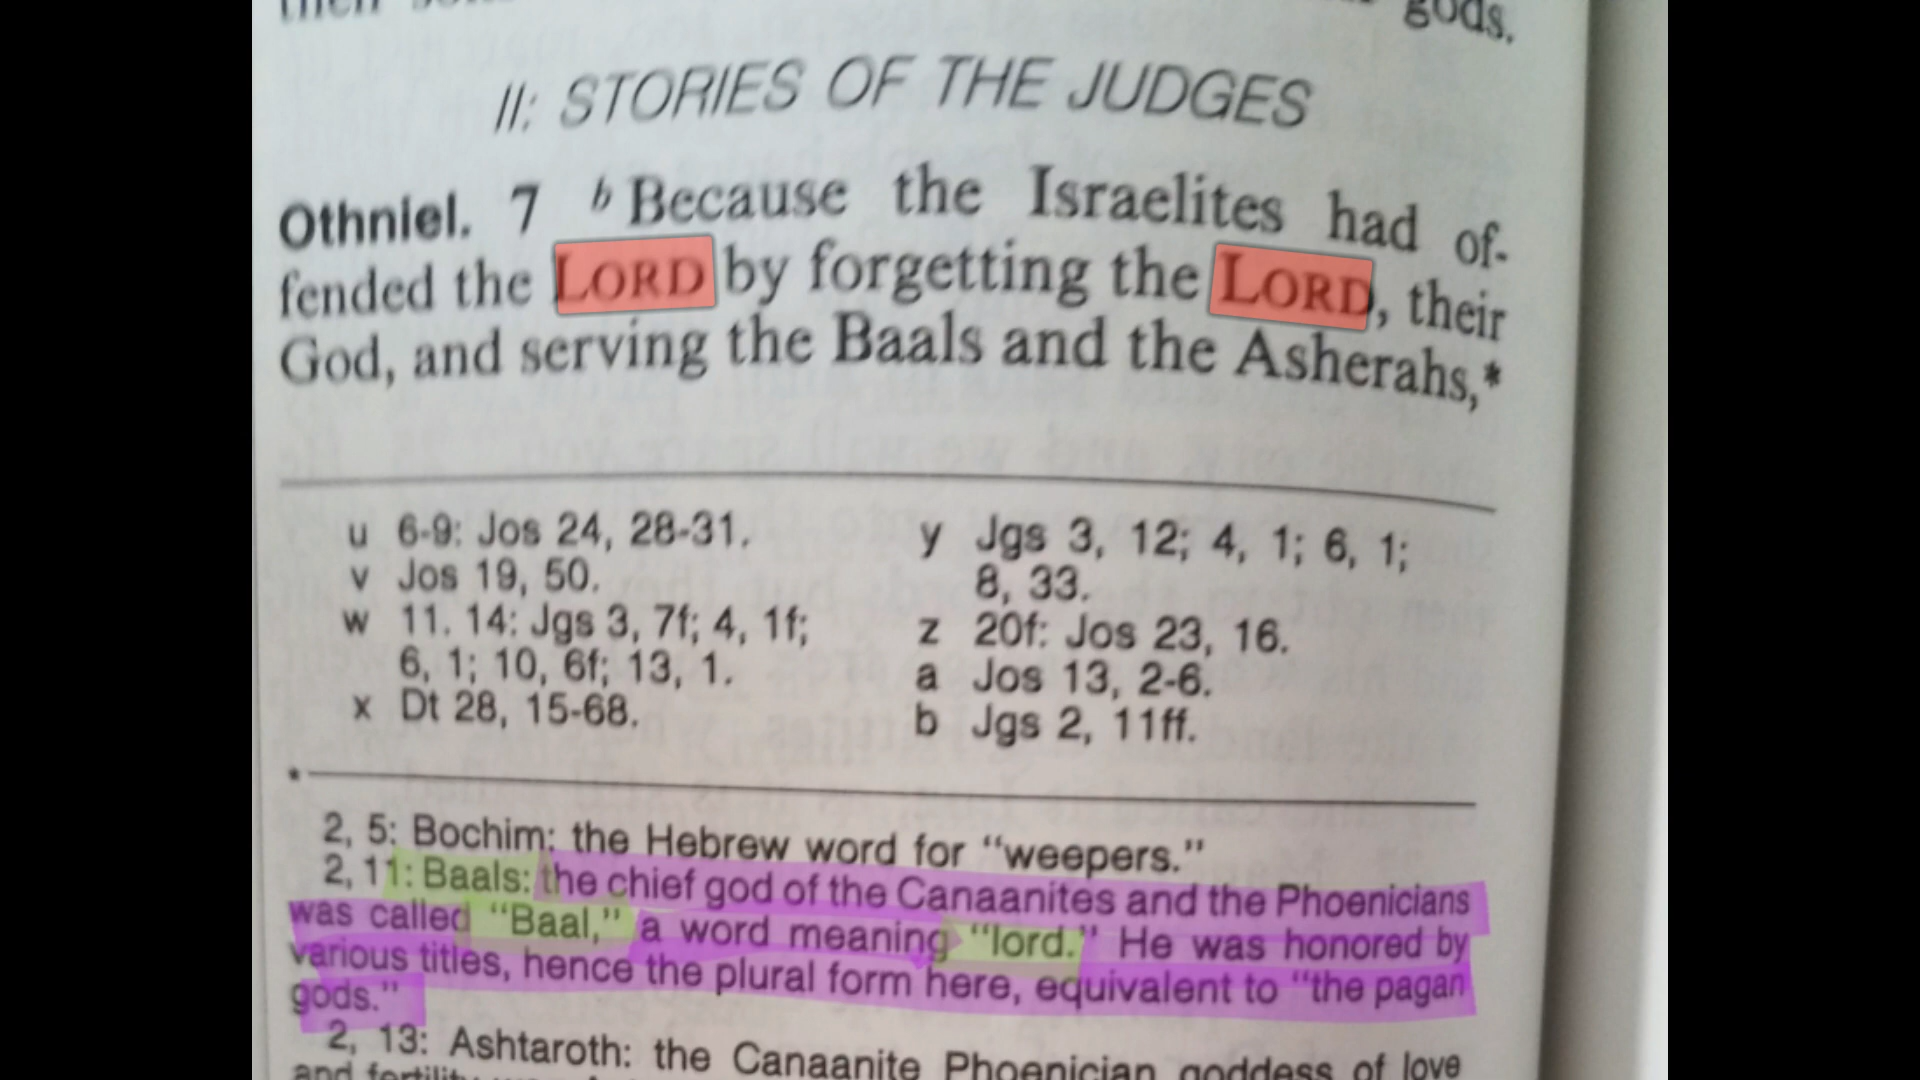 gods.
II: STORIES OF THE JUDGES
Othniel. 7 b Because the Israelites had of-
fended the LORD by forgetting the LORD, their
God, and serving the Baals and the Asherahs,*
u 6-9: Jos 24, 28-31.
v Jos 19, 50.
w 11. 14: Jgs 3, 7f; 4, 1f;
6, 1; 10, 6f; 13, 1.
x Dt 28, 15-68.
y Jgs 3, 12; 4, 1; 6, 1;
8, 33.
z 20f: Jos 23, 16.
a Jos 13, 2-6.
b Jgs 2, 11ff.
*
2, 5: Bochim: the Hebrew word for “weepers.”
2, 11: Baals: the chief god of the Canaanites and the Phoenicians
was called “Baal,” a word meaning “lord.” He was honored by
various titles, hence the plural form here, equivalent to “the pagan
gods.”
2, 13: Ashtaroth: the Canaanite Phoenician goddess of love
and fertility